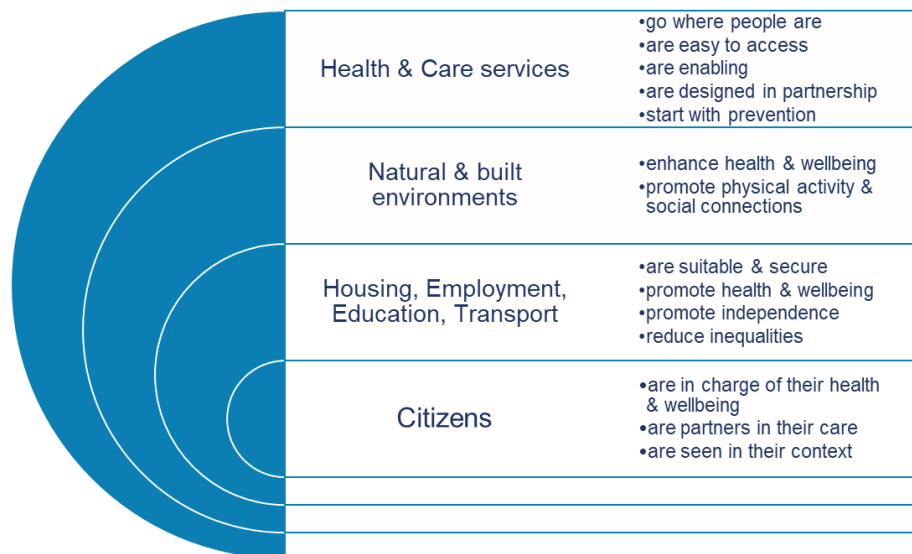 Health & Care services
•go where people are
•are easy to access
•are enabling
•are designed in partnership
•start with prevention
Natural & built
environments
•enhance health & wellbeing
•promote physical activity &
social connections
Housing, Employment,
Education, Transport
•are suitable & secure
•promote health & wellbeing
•promote independence
•reduce inequalities
Citizens
•are in charge of their health
& wellbeing
•are partners in their care
•are seen in their context